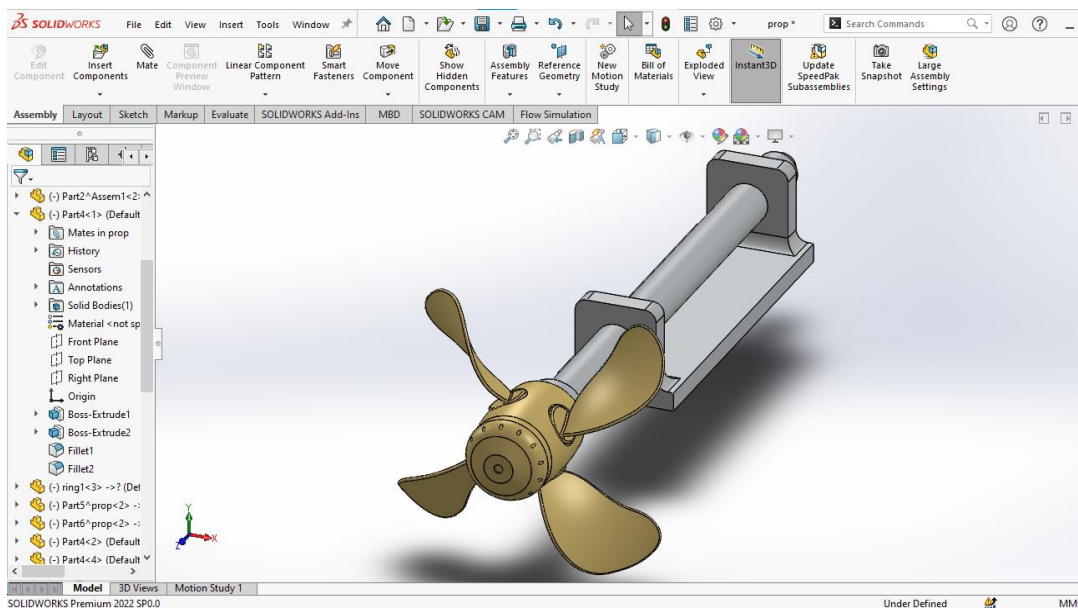 SOLIDWORKS File Edit View Insert Tools Window prop * Search Commands
Edit Component
Insert Components
Mate
Component Preview Window
Linear Component Pattern
Smart Fasteners
Move Component
Show Hidden Components
Assembly Features
Reference Geometry
New Motion Study
Bill of Materials
Exploded View
Instant3D
Update SpeedPak Subassemblies
Take Snapshot
Large Assembly Settings
Assembly Layout Sketch Markup Evaluate SOLIDWORKS Add-Ins MBD SOLIDWORKS CAM Flow Simulation
(-) Part2^Assem1<2>
(-) Part4<1> (Default
Mates in prop
History
Sensors
Annotations
Solid Bodies(1)
Material <not sp
Front Plane
Top Plane
Right Plane
Origin
Boss-Extrude1
Boss-Extrude2
Fillet1
Fillet2
(-) ring1<3> ->? (Def
(-) Part5^prop<2> ->
(-) Part6^prop<2> ->
(-) Part4<2> (Default
(-) Part4<4> (Default
Y
X
Z
Model 3D Views Motion Study 1
SOLIDWORKS Premium 2022 SP0.0 Under Defined MM